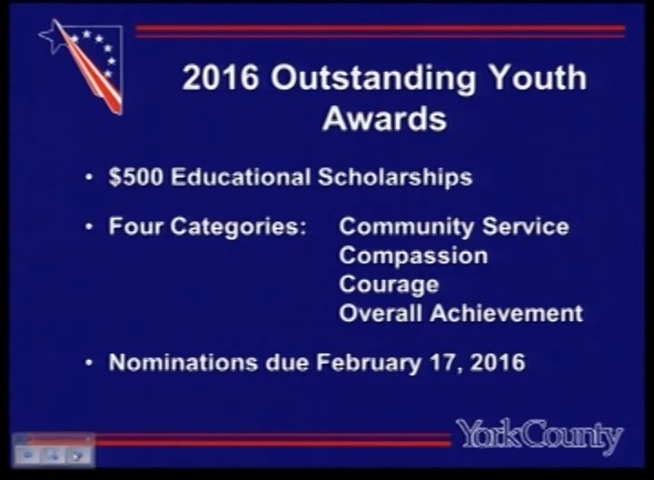 2016 Outstanding Youth
Awards
• $500 Educational Scholarships
• Four Categories: Community Service
Compassion
Courage
Overall Achievement
• Nominations due February 17, 2016
YorkCounty